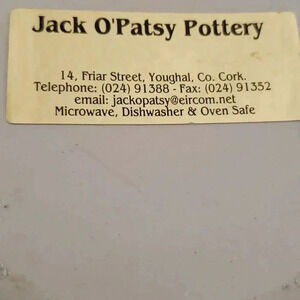 Jack O'Patsy Pottery
14, Friar Street, Youghal, Co. Cork.
Telephone: (024) 91388 - Fax: (024) 91352
email: jackopatsy@eircom.net
Microwave, Dishwasher & Oven Safe